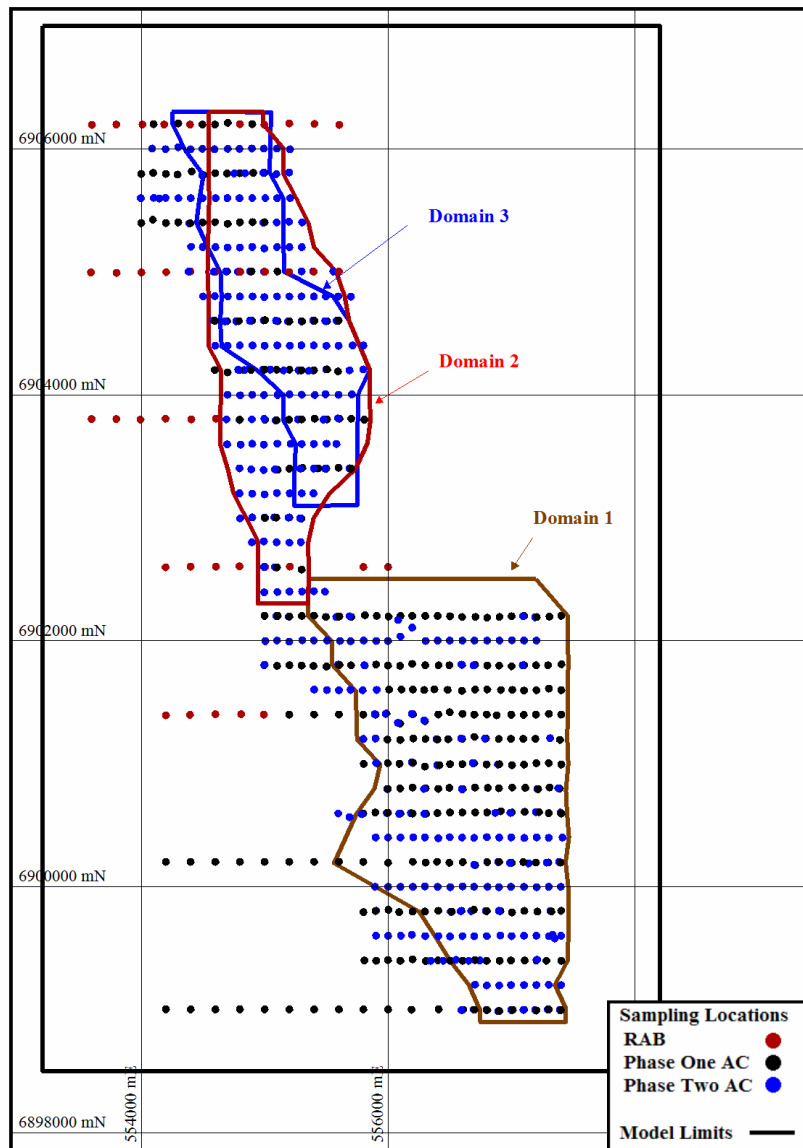 6906000 mN
Domain 3
Domain 2
6904000 mN
Domain 1
6902000 mN
6900000 mN
6898000 mN
554000 mE
556000 mE
Sampling Locations
RAB
Phase One AC
Phase Two AC
Model Limits